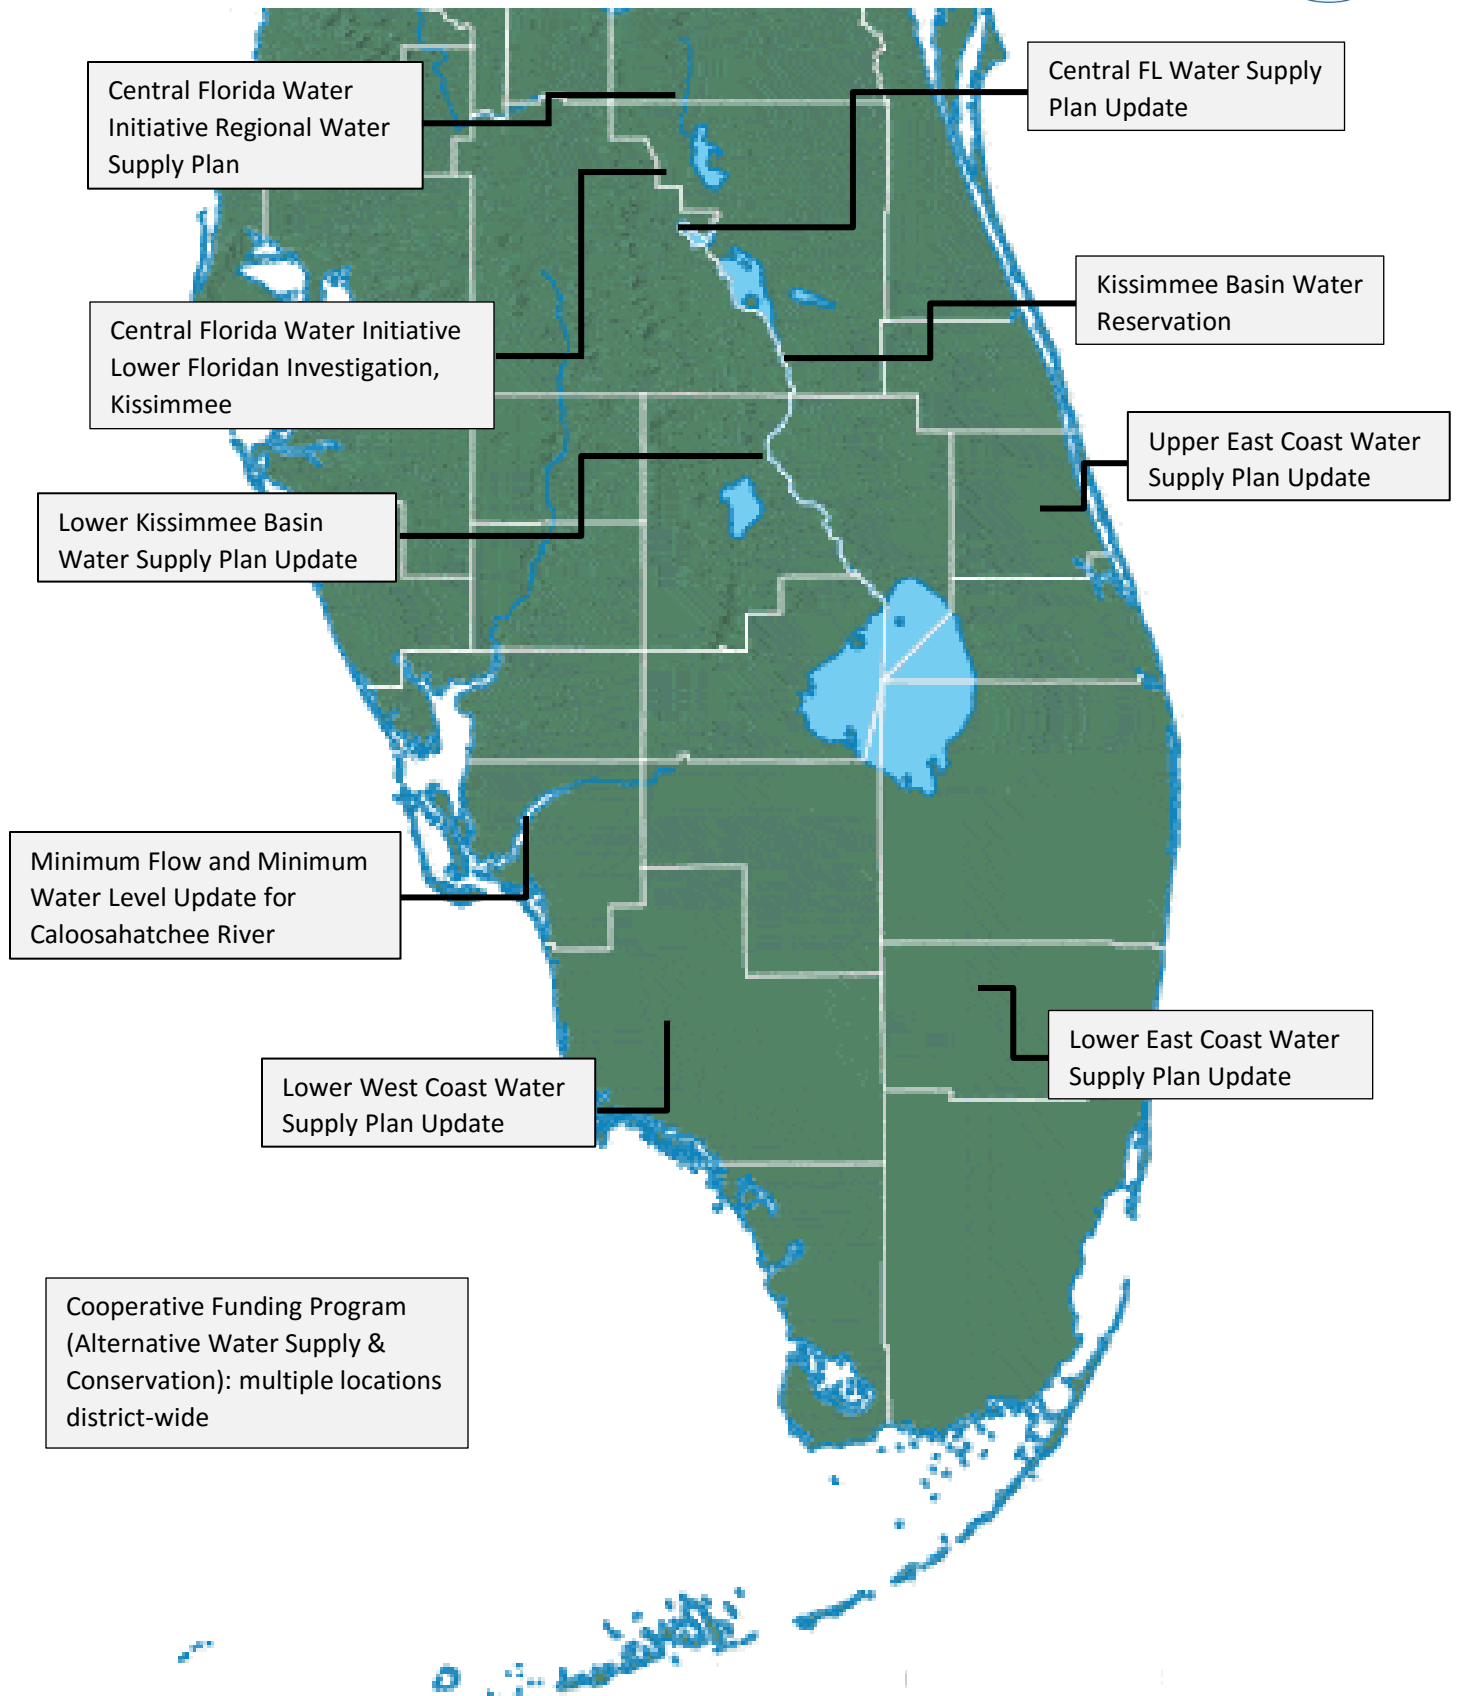 Central Florida Water
Initiative Regional Water
Supply Plan
Central FL Water Supply
Plan Update
Kissimmee Basin Water
Reservation
Central Florida Water Initiative
Lower Floridan Investigation,
Kissimmee
Upper East Coast Water
Supply Plan Update
Lower Kissimmee Basin
Water Supply Plan Update
Minimum Flow and Minimum
Water Level Update for
Caloosahatchee River
Lower East Coast Water
Supply Plan Update
Lower West Coast Water
Supply Plan Update
Cooperative Funding Program
(Alternative Water Supply &
Conservation): multiple locations
district-wide